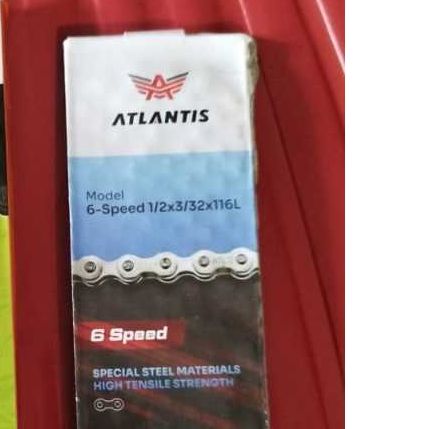 ATLANTIS
Model
6-Speed 1/2x3/32x116L
6 Speed
SPECIAL STEEL MATERIALS
HIGH TENSILE STRENGTH